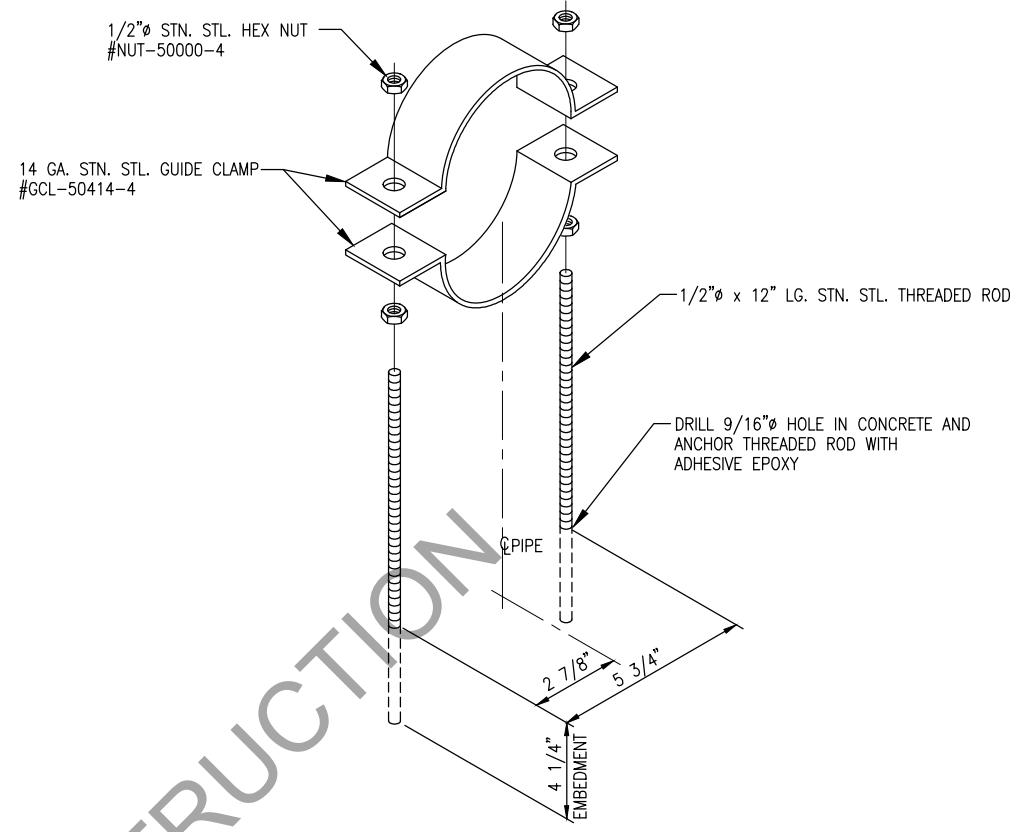 1/2"ø STN. STL. HEX NUT
#NUT-50000-4
14 GA. STN. STL. GUIDE CLAMP
#GCL-50414-4
1/2"ø x 12" LG. STN. STL. THREADED ROD
DRILL 9/16"ø HOLE IN CONCRETE AND
ANCHOR THREADED ROD WITH
ADHESIVE EPOXY
℄ PIPE
2 7/8"
5 3/4"
4 1/4"
EMBEDMENT
TRUCTION